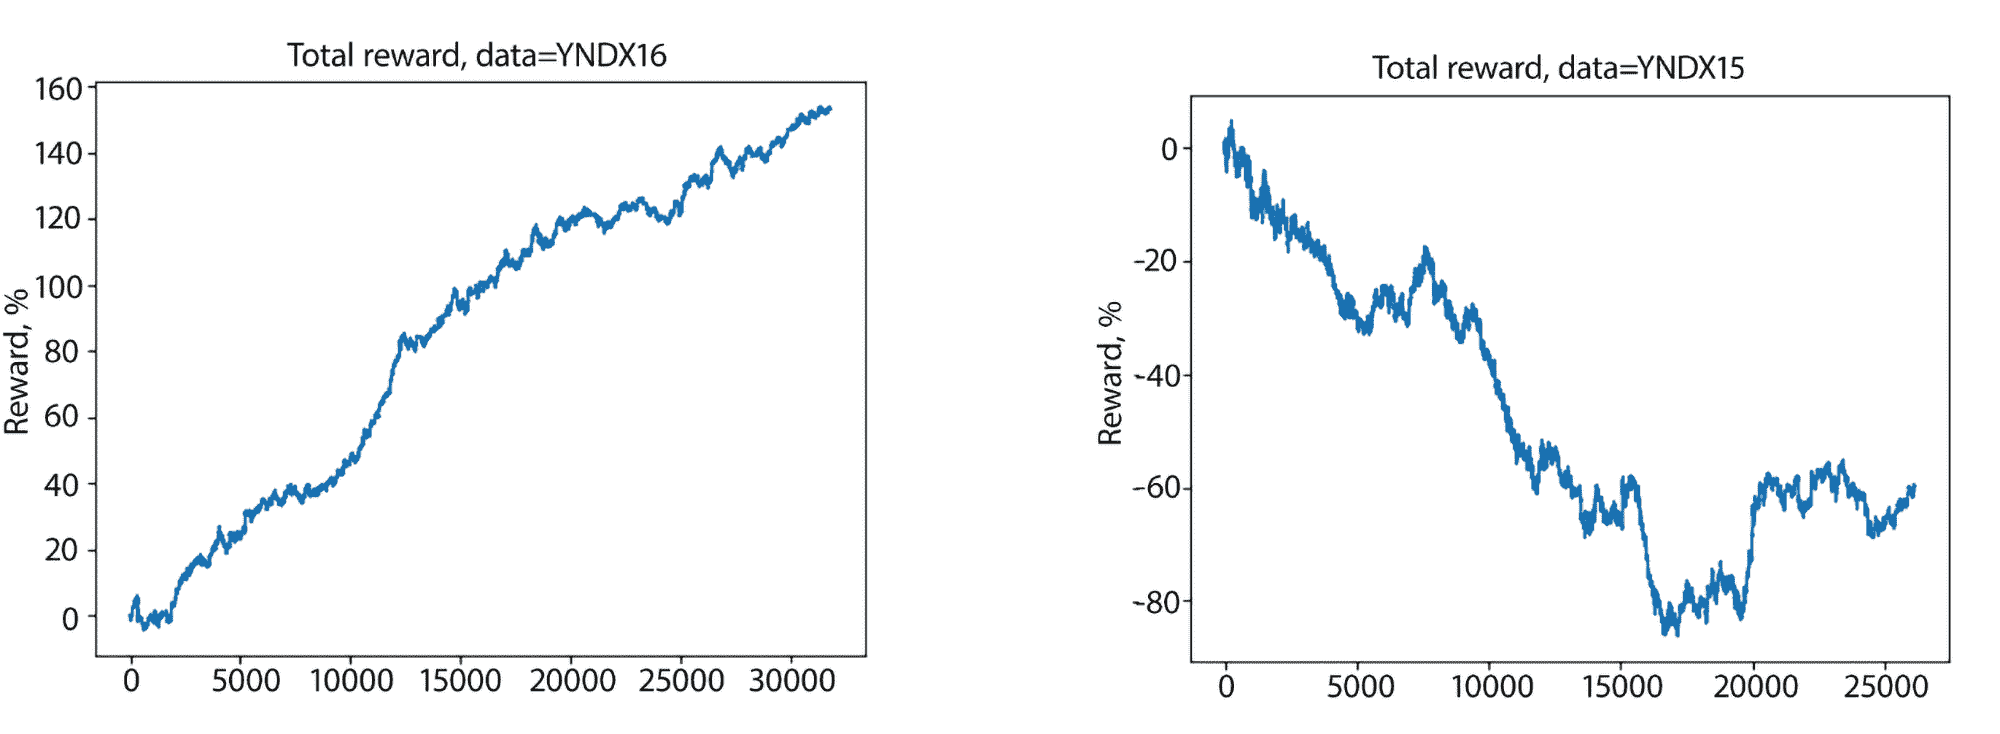 Total reward, data=YNDX16
Reward, %
160
140
120
100
80
60
40
20
0
0 5000 10000 15000 20000 25000 30000
Total reward, data=YNDX15
Reward, %
0
-20
-40
-60
-80
0 5000 10000 15000 20000 25000